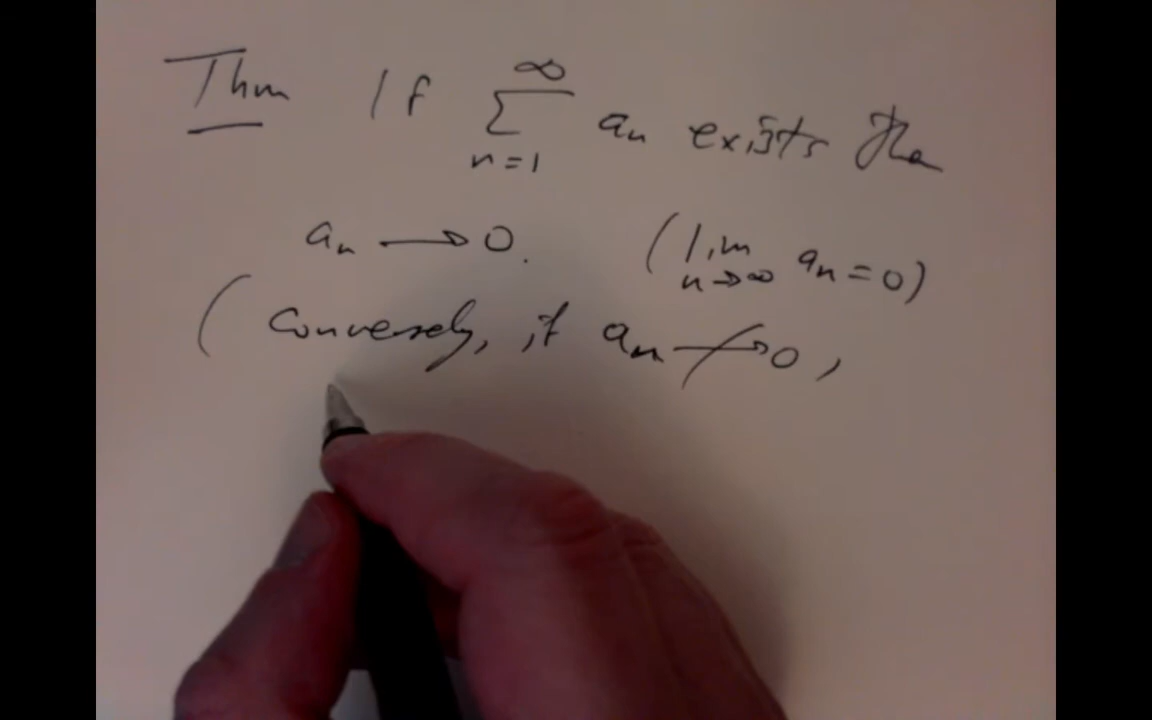 Thm If ∑_{n=1}^{∞} a_n exists then
a_n → 0. (lim_{n→∞} a_n = 0)
(Conversely, if a_n ↛ 0,